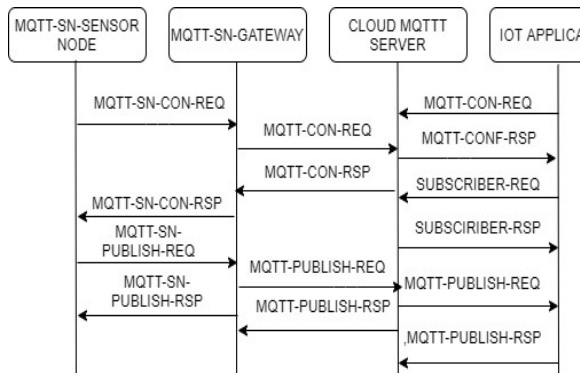 MQTT-SN-SENSOR
NODE
MQTT-SN-GATEWAY
CLOUD MQTTT
SERVER
IOT APPLICA
MQTT-SN-CON-REQ
MQTT-CON-REQ
MQTT-CON-REQ
MQTT-CONF-RSP
MQTT-CON-RSP
SUBSCRIBER-REQ
MQTT-SN-CON-RSP
MQTT-SN-
PUBLISH-REQ
SUBSCIRIBER-RSP
MQTT-PUBLISH-REQ
MQTT-PUBLISH-REQ
MQTT-SN-
PUBLISH-RSP
MQTT-PUBLISH-RSP
,MQTT-PUBLISH-RSP